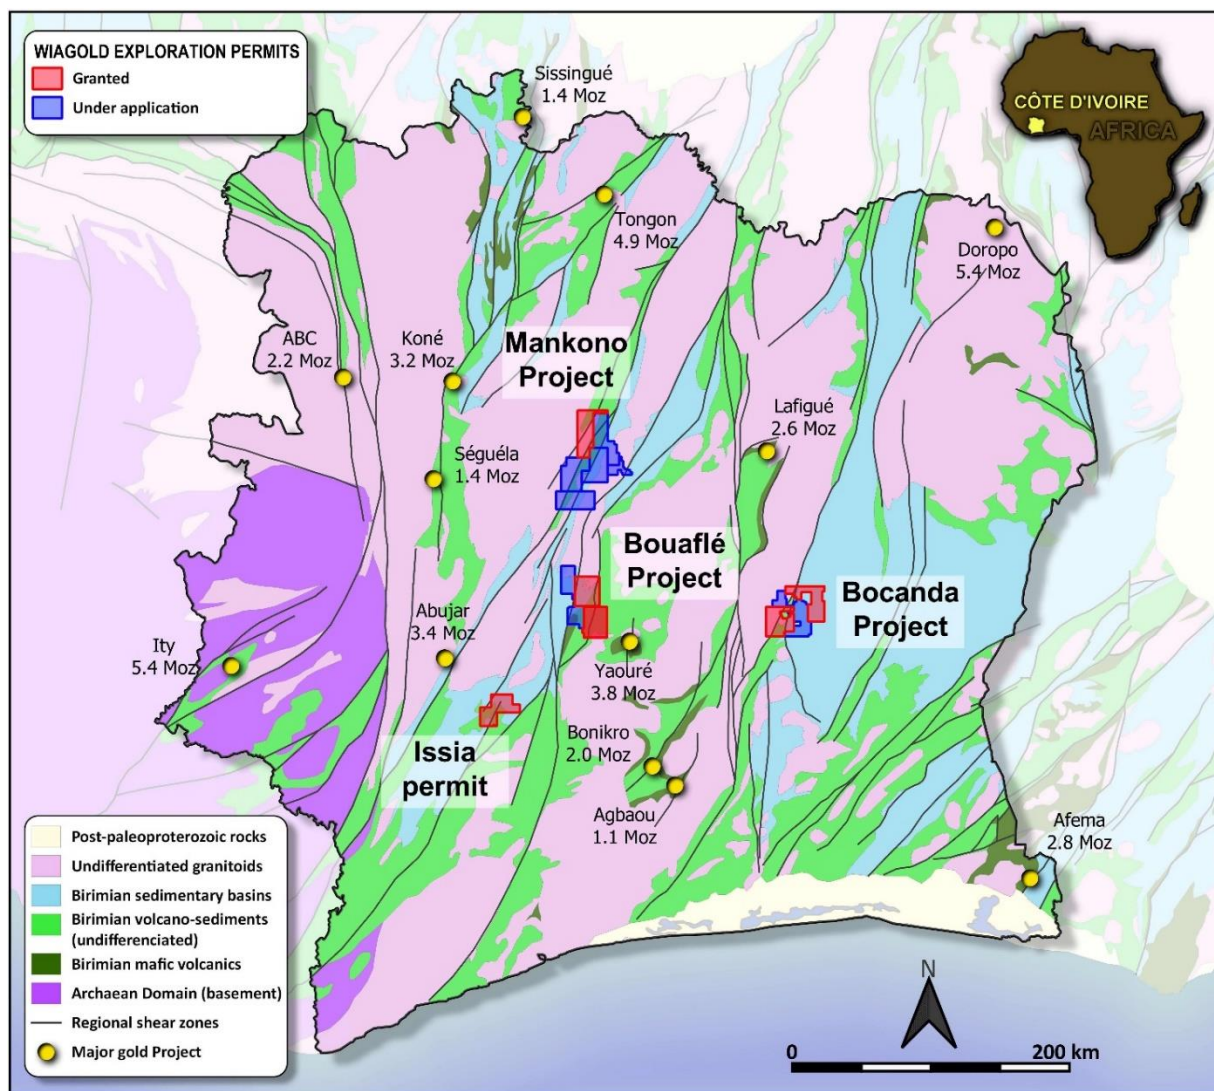 WIAGOLD EXPLORATION PERMITS
Granted
Under application
Sissingué
1.4 Moz
CÔTE D'IVOIRE
AFRICA
Tongon
4.9 Moz
Doropo
5.4 Moz
ABC
2.2 Moz
Koné
3.2 Moz
Mankono
Project
Lafigué
2.6 Moz
Séguéla
1.4 Moz
Bouaflé
Project
Bocanda
Project
Abujar
3.4 Moz
Ity
5.4 Moz
Yaouré
3.8 Moz
Issia
permit
Bonikro
2.0 Moz
Agbaou
1.1 Moz
Afema
2.8 Moz
Post-paleoproterozoic rocks
Undifferentiated granitoids
Birimian sedimentary basins
Birimian volcano-sediments
(undifferenciated)
Birimian mafic volcanics
Archaean Domain (basement)
Regional shear zones
Major gold Project
N
0 200 km